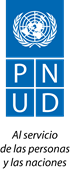 P N
U D
Al servicio
de las personas
y las naciones